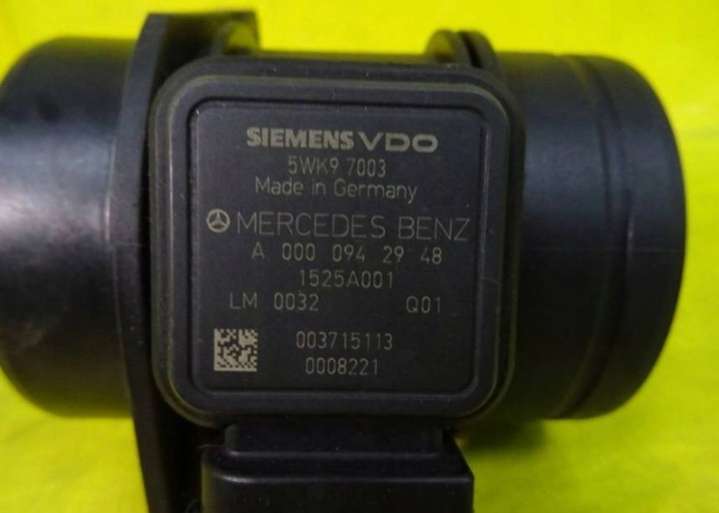 SIEMENS VDO
5WK9 7003
Made in Germany
MERCEDES BENZ
A 000 094 29 48
1525A001
LM 0032 Q01
003715113
0008221